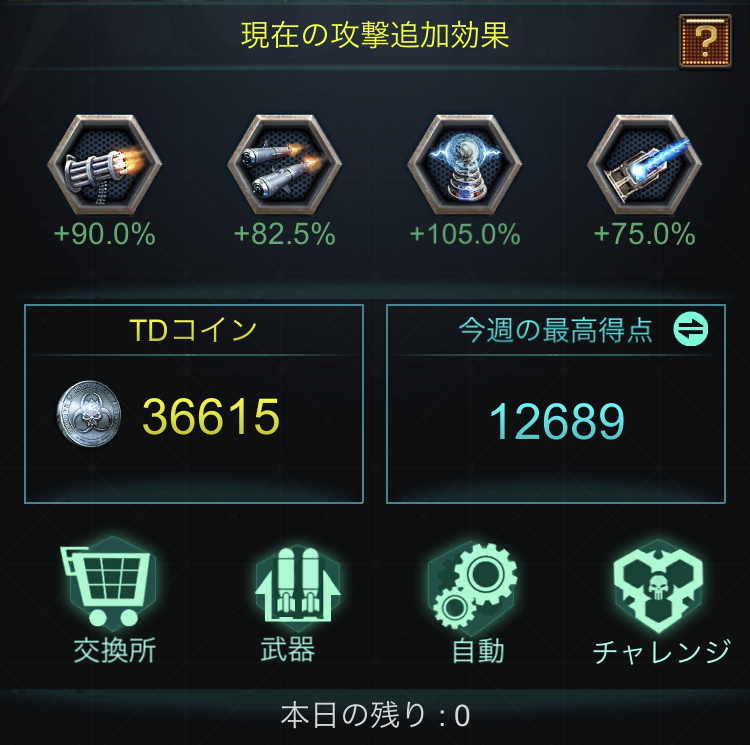 現在の攻撃追加効果
?
+90.0% +82.5% +105.0% +75.0%
TDコイン
36615
今週の最高得点
12689
交換所 武器 自動 チャレンジ
本日の残り : 0